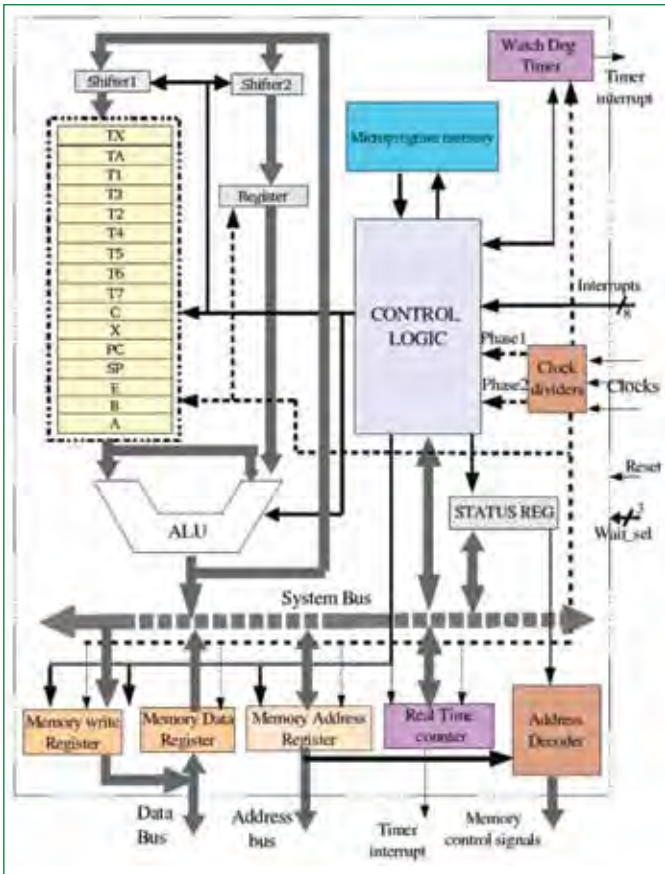 Shifter1
Shifter2
Watch Dog
Timer
Timer
interrupt
Microprogram memory
TX
TA
T1
T3
T2
T4
T5
T6
T7
C
X
PC
SP
E
B
A
Register
CONTROL
LOGIC
Interrupts
8
Phase1
Phase2
Clock
dividers
Clocks
Reset
3
Wait_sel
ALU
STATUS REG
System Bus
Memory write
Register
Memory Data
Register
Memory Address
Register
Real Time
counter
Address
Decoder
Data
Bus
Address
bus
Timer
interrupt
Memory
control signals